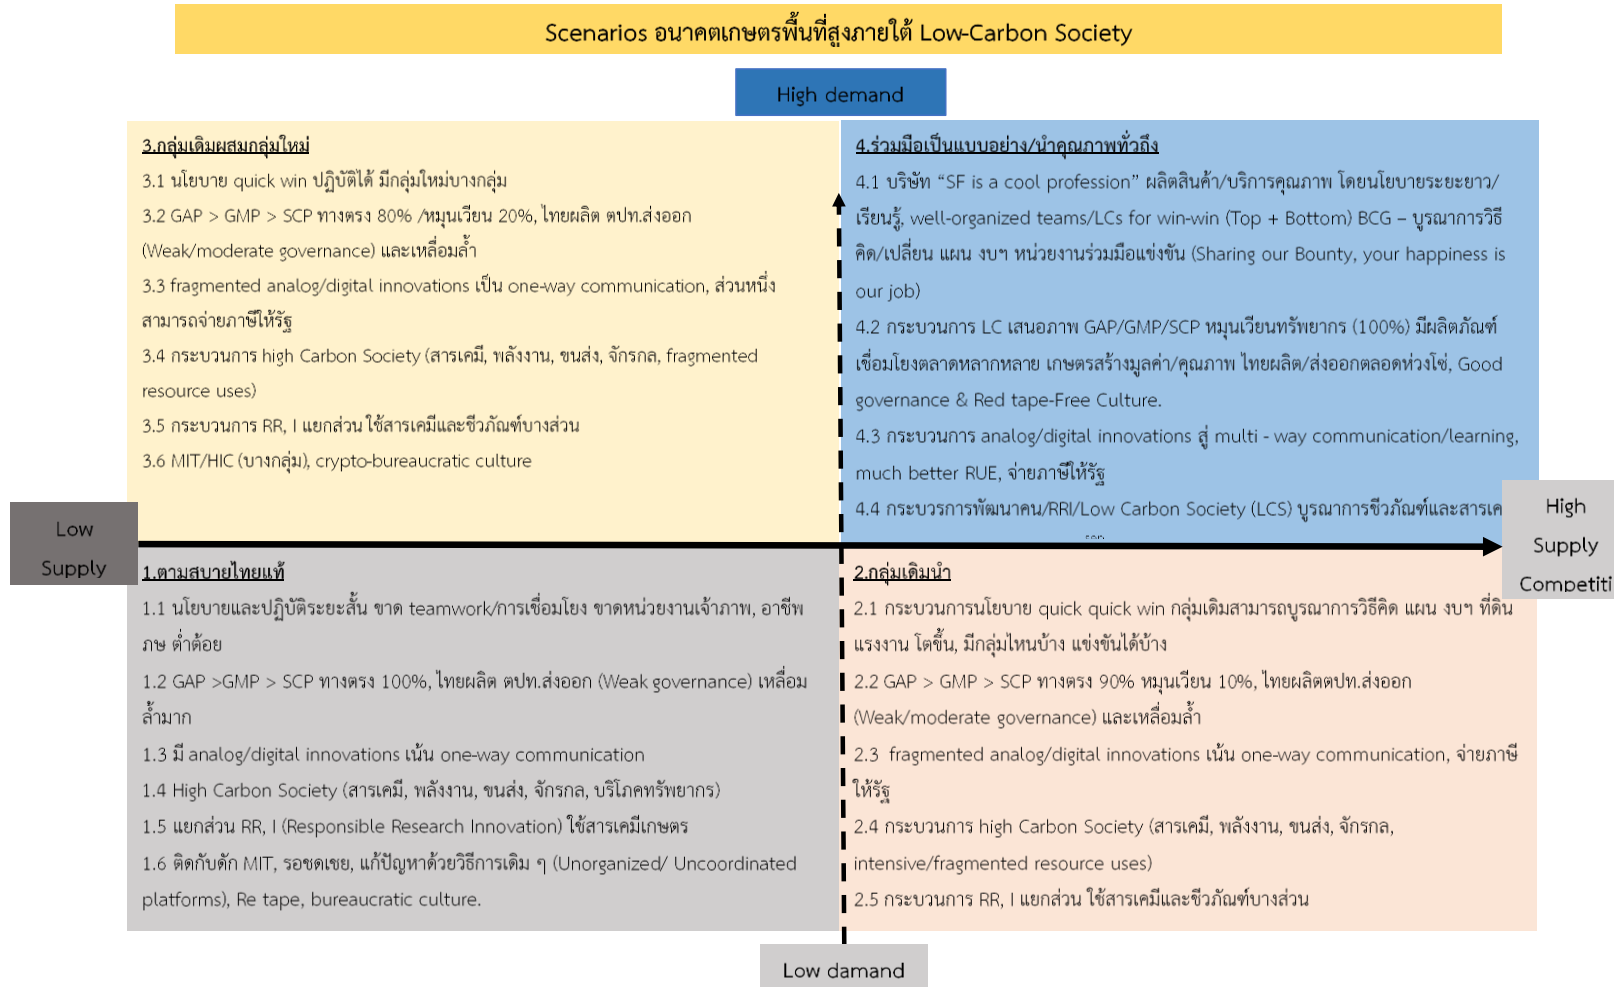 Scenarios อนาคตเกษตรพื้นที่สูงภายใต้ Low-Carbon Society
High demand
3.กลุ่มเดิมผสมกลุ่มใหม่
3.1 นโยบาย quick win ปฏิบัติได้ มีกลุ่มใหม่บางกลุ่ม
3.2 GAP > GMP > SCP ทางตรง 80% /หมุนเวียน 20%, ไทยผลิต ตปท.ส่งออก
(Weak/moderate governance) และเหลื่อมล้ำ
3.3 fragmented analog/digital innovations เป็น one-way communication, ส่วนหนึ่ง
สามารถจ่ายภาษีให้รัฐ
3.4 กระบวนการ high Carbon Society (สารเคมี, พลังงาน, ขนส่ง, จักรกล, fragmented
resource uses)
3.5 กระบวนการ RR, I แยกส่วน ใช้สารเคมีและชีวภัณฑ์บางส่วน
3.6 MIT/HIC (บางกลุ่ม), crypto-bureaucratic culture
4.ร่วมมือเป็นแบบอย่าง/นำคุณภาพทั่วถึง
4.1 บริษัท “SF is a cool profession” ผลิตสินค้า/บริการคุณภาพ โดยนโยบายระยะยาว/
เรียนรู้, well-organized teams/LCs for win-win (Top + Bottom) BCG – บูรณาการวิธี
คิด/เปลี่ยน แผน งบฯ หน่วยงานร่วมมือแข่งขัน (Sharing our Bounty, your happiness is
our job)
4.2 กระบวนการ LC เสนอภาพ GAP/GMP/SCP หมุนเวียนทรัพยากร (100%) มีผลิตภัณฑ์
เชื่อมโยงตลาดหลากหลาย เกษตรสร้างมูลค่า/คุณภาพ ไทยผลิต/ส่งออกตลอดห่วงโซ่, Good
governance & Red tape-Free Culture.
4.3 กระบวนการ analog/digital innovations สู่ multi - way communication/learning,
much better RUE, จ่ายภาษีให้รัฐ
4.4 กระบวรการพัฒนาคน/RRI/Low Carbon Society (LCS) บูรณาการชีวภัณฑ์และสารเค
Low
Supply
High
Supply
Competiti
1.ตามสบายไทยแท้
1.1 นโยบายและปฏิบัติระยะสั้น ขาด teamwork/การเชื่อมโยง ขาดหน่วยงานเจ้าภาพ, อาชีพ
ภษ ต่ำต้อย
1.2 GAP >GMP > SCP ทางตรง 100%, ไทยผลิต ตปท.ส่งออก (Weak governance) เหลื่อม
ล้ำมาก
1.3 มี analog/digital innovations เน้น one-way communication
1.4 High Carbon Society (สารเคมี, พลังงาน, ขนส่ง, จักรกล, บริโภคทรัพยากร)
1.5 แยกส่วน RR, I (Responsible Research Innovation) ใช้สารเคมีเกษตร
1.6 ติดกับดัก MIT, รอชดเชย, แก้ปัญหาด้วยวิธีการเดิม ๆ (Unorganized/ Uncoordinated
platforms), Re tape, bureaucratic culture.
2.กลุ่มเดิมนำ
2.1 กระบวนการนโยบาย quick quick win กลุ่มเดิมสามารถบูรณาการวิธีคิด แผน งบฯ ที่ดิน
แรงงาน โตขึ้น, มีกลุ่มไหนบ้าง แข่งขันได้บ้าง
2.2 GAP > GMP > SCP ทางตรง 90% หมุนเวียน 10%, ไทยผลิตตปท.ส่งออก
(Weak/moderate governance) และเหลื่อมล้ำ
2.3 fragmented analog/digital innovations เน้น one-way communication, จ่ายภาษี
ให้รัฐ
2.4 กระบวนการ high Carbon Society (สารเคมี, พลังงาน, ขนส่ง, จักรกล,
intensive/fragmented resource uses)
2.5 กระบวนการ RR, I แยกส่วน ใช้สารเคมีและชีวภัณฑ์บางส่วน
Low damand